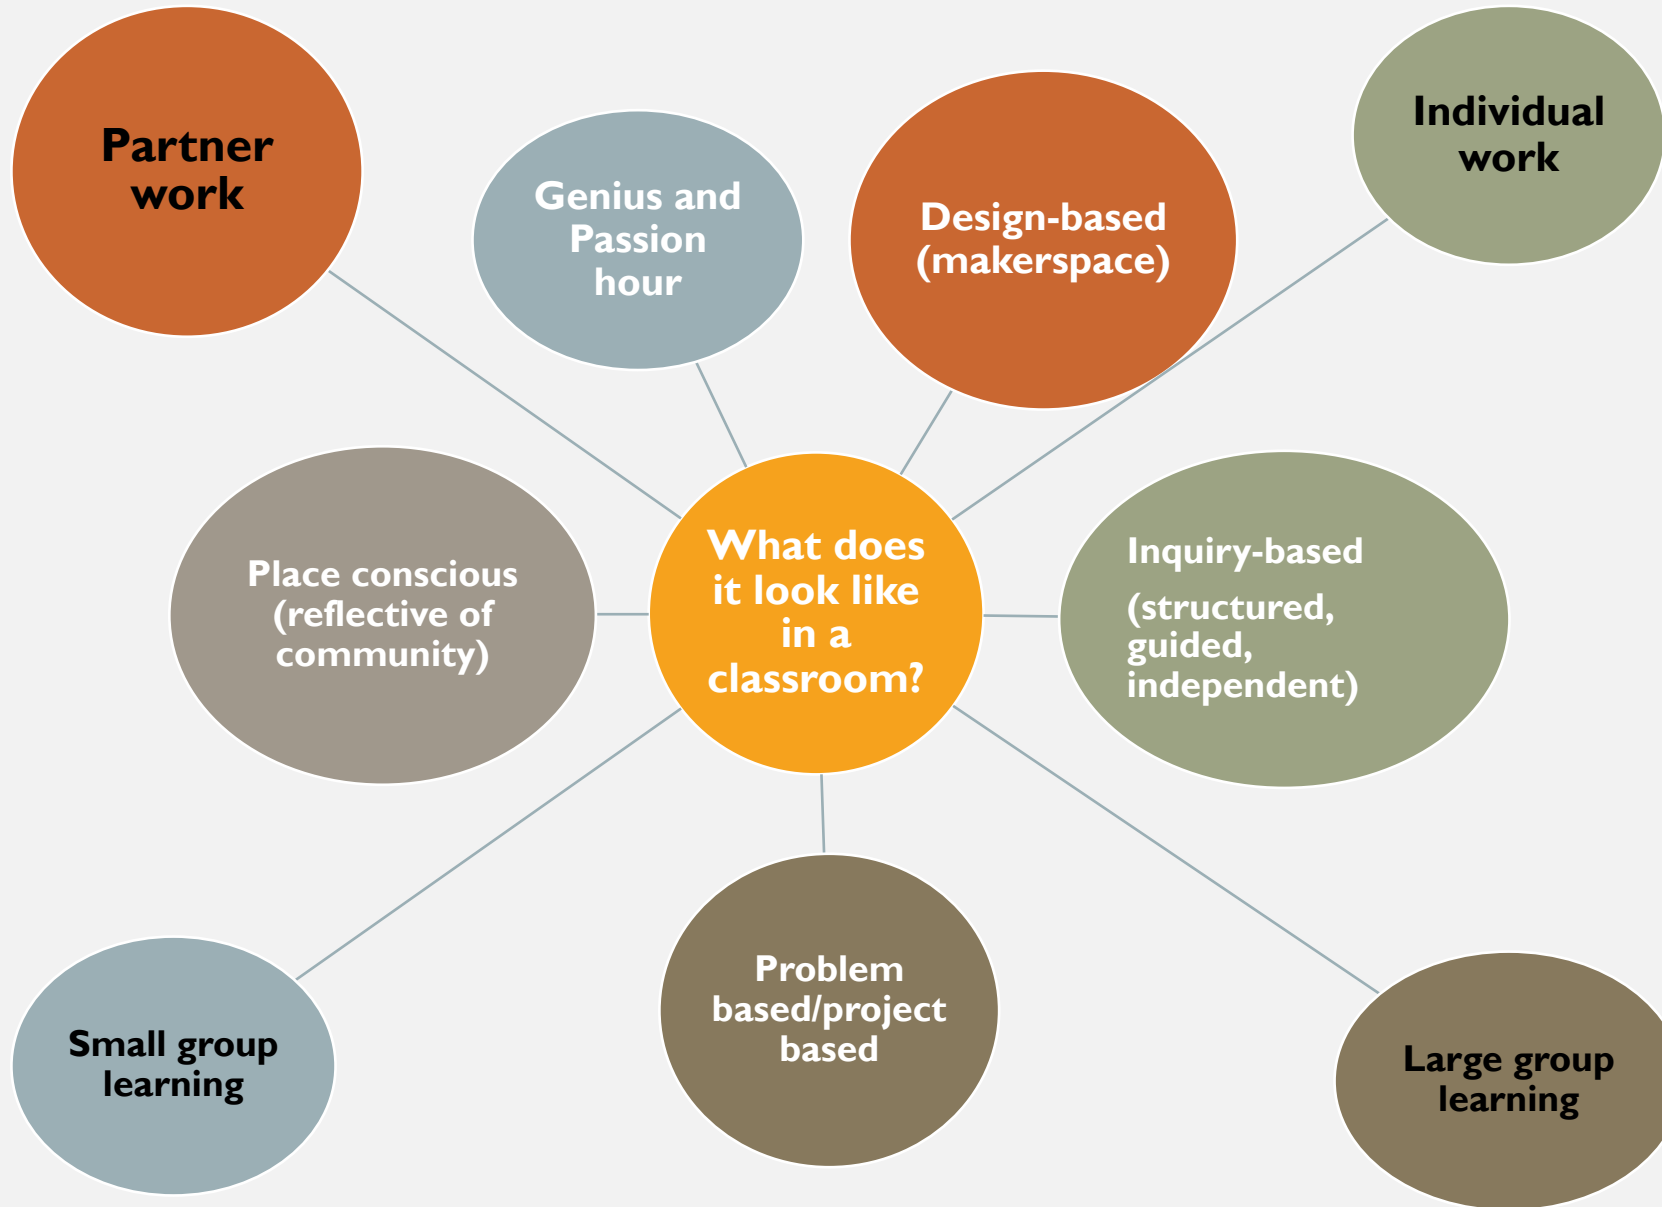 Partner
work
Genius and
Passion
hour
Design-based
(makerspace)
Individual
work
Place conscious
(reflective of
community)
What does
it look like
in a
classroom?
Inquiry-based
(structured,
guided,
independent)
Small group
learning
Problem
based/project
based
Large group
learning